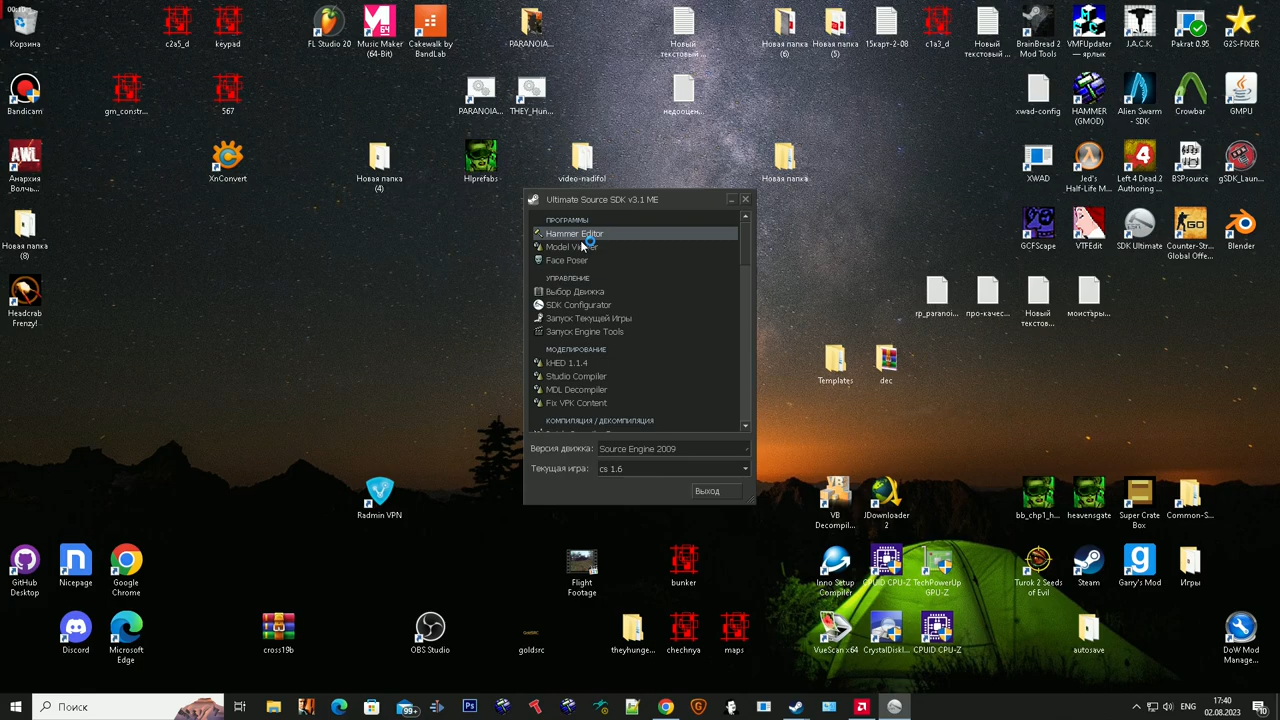 00:10
Корзина
c2a5_d
keypad
FL Studio 20
Music Maker
(64-Bit)
Cakewalk by
BandLab
PARANOIA...
Новый
текстовый ...
Новая папка
(6)
Новая папка
(5)
15карт-2-08
c1a3_d
Новый
текстовый ...
BrainBread 2
Mod Tools
VMFUpdater
— ярлык
J.A.C.K.
Pakrat 0.95
G2S-FIXER
Bandicam
gm_constr...
567
PARANOIA...
THEY_Hun...
недооцен...
xwad-config
HAMMER
(GMOD)
Alien Swarm
- SDK
Crowbar
GMPU
Анархия
Волчь...
XnConvert
Новая папка
(4)
Hlprefabs
video-nadifol
Новая папка
XWAD
Jed's
Half-Life M...
Left 4 Dead 2
Authoring ...
BSPsource
gSDK_Laun...
Новая папка
(8)
GCFScape
VTFEdit
SDK Ultimate
Counter-Str...
Global Offe...
Blender
Headcrab
Frenzy!
rp_paranoi...
про-качес...
Новый
текстов...
моистары...
Templates
dec
Ultimate Source SDK v3.1 ME
ПРОГРАММЫ
Hammer Editor
Model Viewer
Face Poser
УПРАВЛЕНИЕ
Выбор Движка
SDK Configurator
Запуск Текущей Игры
Запуск Engine Tools
МОДЕЛИРОВАНИЕ
kHED 1.1.4
Studio Compiler
MDL Decompiler
Fix VPK Content
КОМПИЛЯЦИЯ / ДЕКОМПИЛЯЦИЯ
Версия движка:
Source Engine 2009
Текущая игра:
cs 1.6
Выход
Radmin VPN
VB
Decompil...
JDownloader
2
bb_chp1_h...
heavensgate
Super Crate
Box
Common-S...
GitHub
Desktop
Nicepage
Google
Chrome
Flight
Footage
bunker
Inno Setup
Compiler
CPUID CPU-Z
TechPowerUp
GPU-Z
Turok 2 Seeds
of Evil
Steam
Garry's Mod
Игры
Discord
Microsoft
Edge
cross19b
OBS Studio
goldsrc
theyhunge...
chechnya
maps
VueScan x64
CrystalDiskI...
CPUID CPU-Z
autosave
DoW Mod
Manage...
Поиск
99+
РУС
17:40
02.08.2023